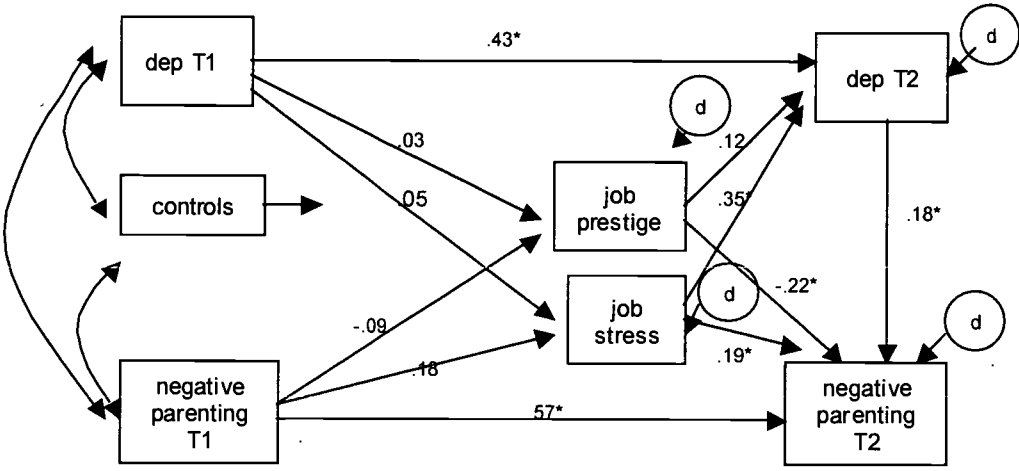 .43*
dep T1
d
dep T2
d
.03
.12
controls
.05
job
prestige
.35*
.18*
d
-.22*
job
stress
d
-.09
.18
.19*
negative
parenting
T1
57*
negative
parenting
T2